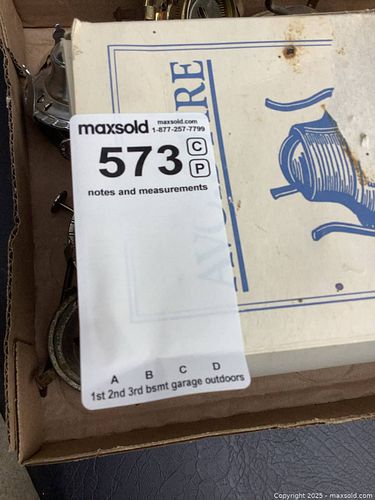 maxsold maxsold.com
1-877-257-7799
573 C
P
notes and measurements
A B C D
1st 2nd 3rd bsmt garage outdoors
Copyright 2025 - maxsold.com